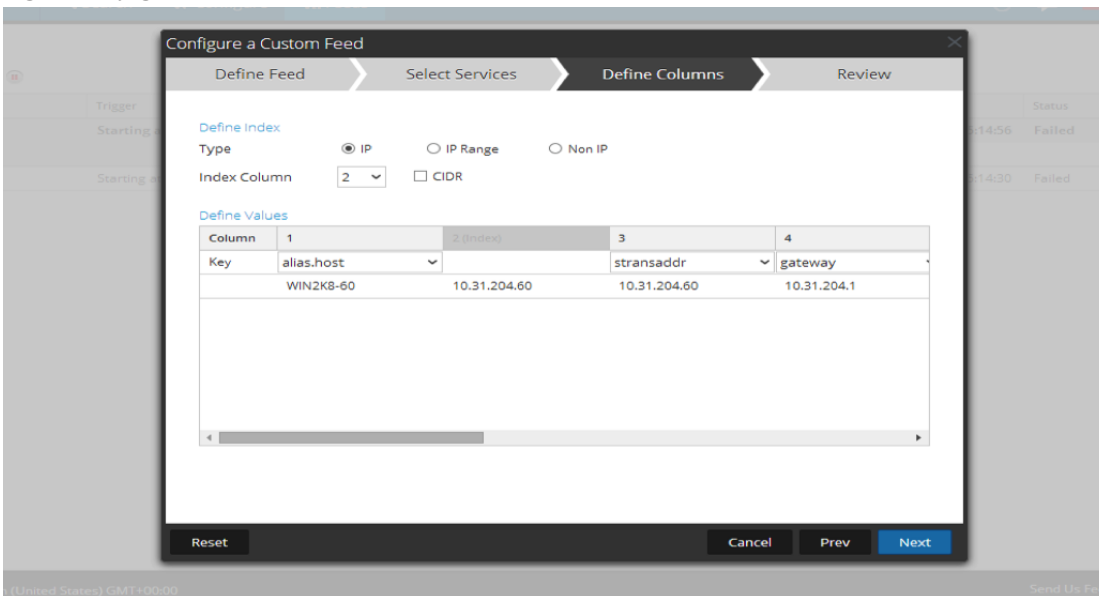 Configure a Custom Feed
Define Feed Select Services Define Columns Review
Trigger Status
Define Index
Starting a 5:14:56 Failed
Type IP IP Range Non IP
Index Column 2 CIDR
Starting at 5:14:30 Failed
Define Values
Column 1 2 (Index) 3 4
Key alias.host stransaddr gateway
WIN2K8-60 10.31.204.60 10.31.204.60 10.31.204.1
Reset Cancel Prev Next
(United States) GMT+00:00 Send Us Fe